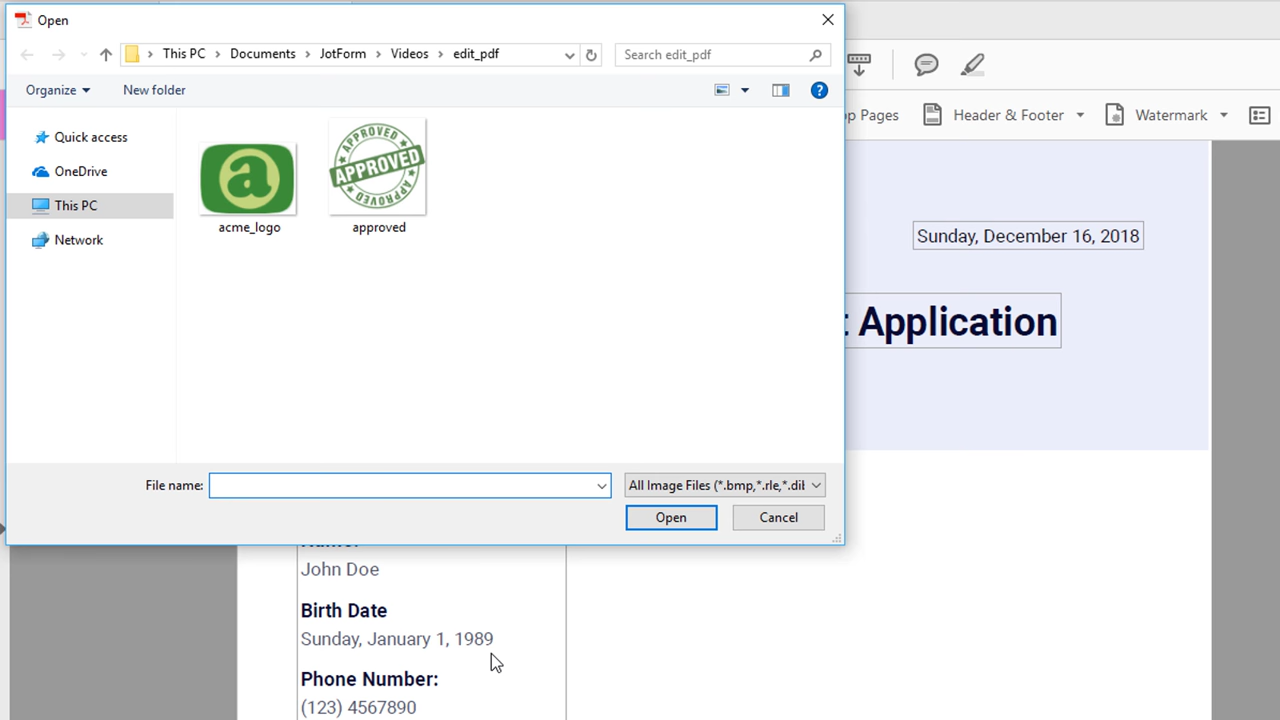 Open
This PC > Documents > JotForm > Videos > edit_pdf
Search edit_pdf
Organize
New folder
Quick access
OneDrive
This PC
Network
a
APPROVED
APPROVED
APPROVED
acme_logo
approved
File name:
All Image Files (*.bmp,*.rle,*.dib
Open
Cancel
Pages
Header & Footer
Watermark
Sunday, December 16, 2018
Application
John Doe
Birth Date
Sunday, January 1, 1989
Phone Number:
(123) 4567890